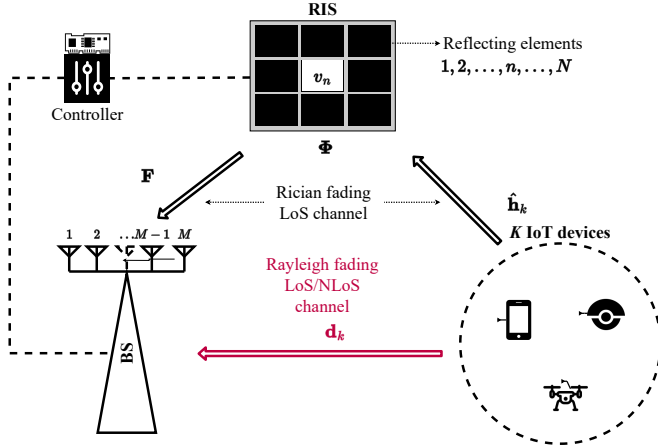 RIS
Reflecting elements
1, 2, . . . , n, . . . , N
v_n
Controller
Φ
F
Rician fading
LoS channel
ĥ_k
K IoT devices
1 2 ...M−1 M
Rayleigh fading
LoS/NLoS
channel
d_k
BS